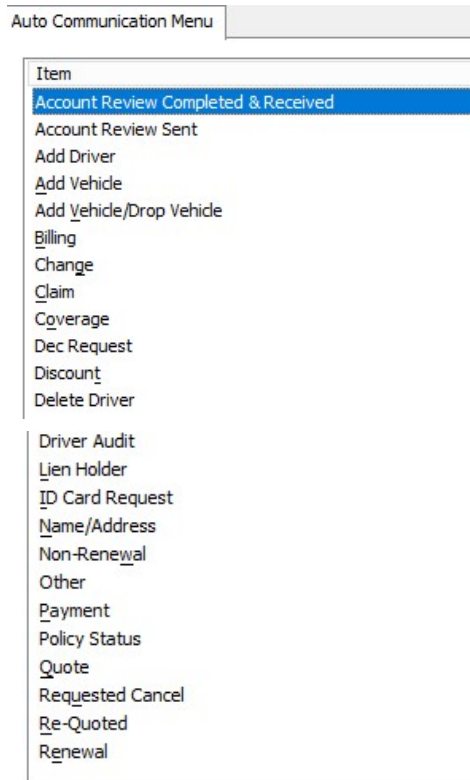 Auto Communication Menu
Item
Account Review Completed & Received
Account Review Sent
Add Driver
Add Vehicle
Add Vehicle/Drop Vehicle
Billing
Change
Claim
Coverage
Dec Request
Discount
Delete Driver
Driver Audit
Lien Holder
ID Card Request
Name/Address
Non-Renewal
Other
Payment
Policy Status
Quote
Requested Cancel
Re-Quoted
Renewal